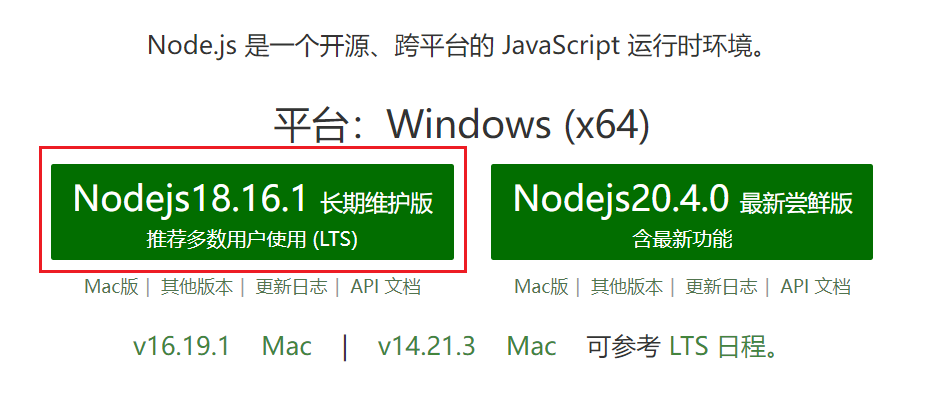 Node.js 是一个开源、跨平台的 JavaScript 运行时环境。
平台：Windows (x64)
Nodejs18.16.1 长期维护版
推荐多数用户使用 (LTS)
Nodejs20.4.0 最新尝鲜版
含最新功能
Mac版 | 其他版本 | 更新日志 | API 文档
Mac版 | 其他版本 | 更新日志 | API 文档
v16.19.1 Mac | v14.21.3 Mac 可参考 LTS 日程。